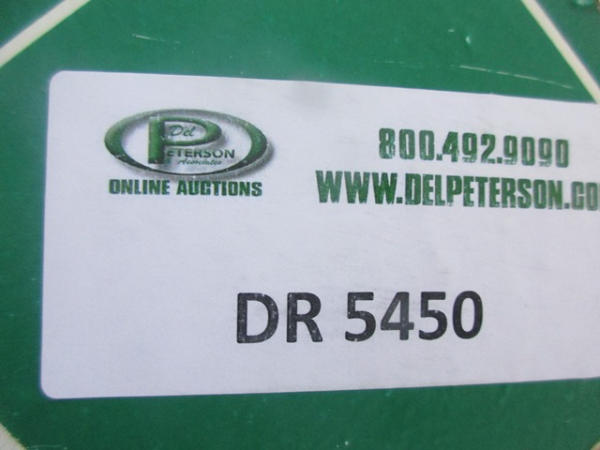 Del
PETERSON
& Associates
ONLINE AUCTIONS
800.492.9090
WWW.DELPETERSON.CO
DR 5450